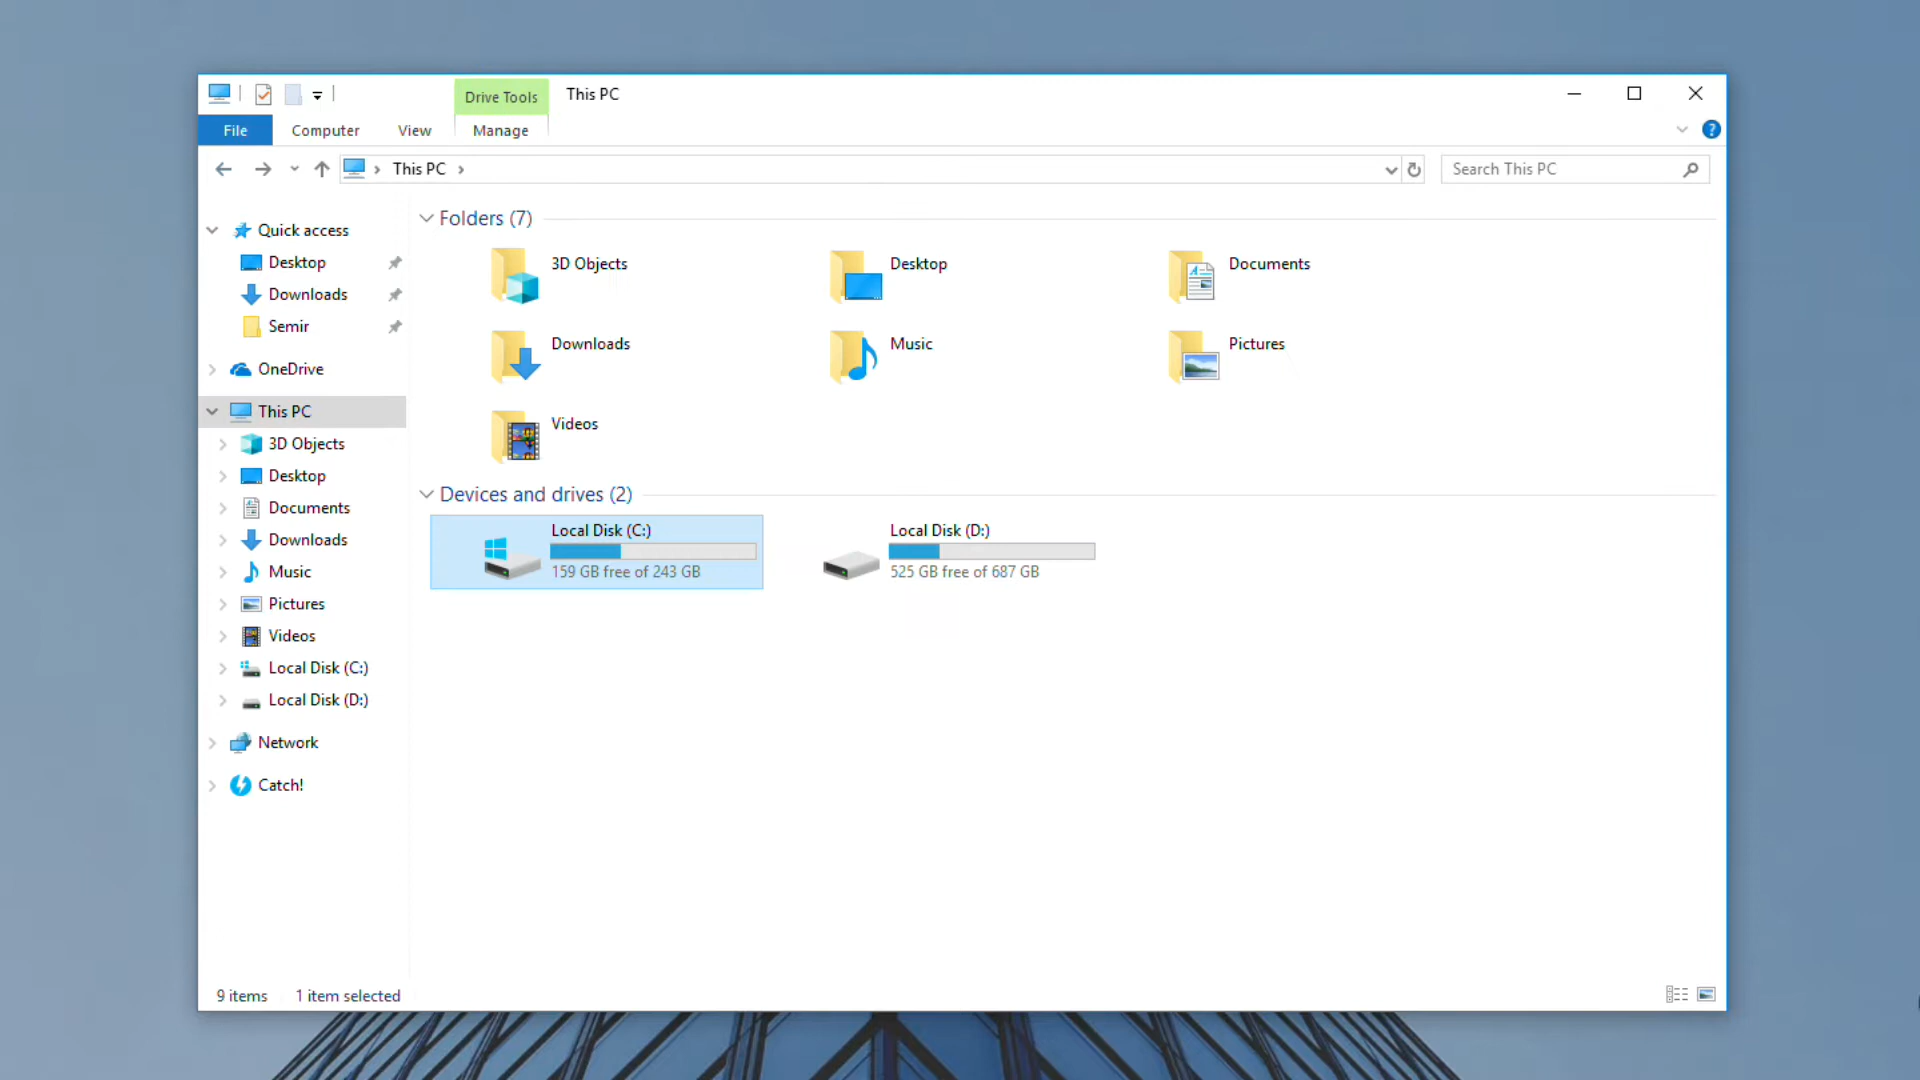 Drive Tools
This PC
File
Computer
View
Manage
This PC
Search This PC
Quick access
Desktop
Downloads
Semir
OneDrive
This PC
3D Objects
Desktop
Documents
Downloads
Music
Pictures
Videos
Local Disk (C:)
Local Disk (D:)
Network
Catch!
Folders (7)
3D Objects
Desktop
Documents
Downloads
Music
Pictures
Videos
Devices and drives (2)
Local Disk (C:)
159 GB free of 243 GB
Local Disk (D:)
525 GB free of 687 GB
9 items
1 item selected